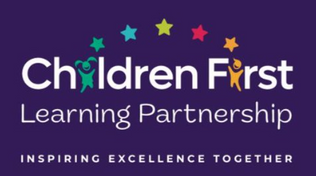 Children First
Learning Partnership
INSPIRING EXCELLENCE TOGETHER